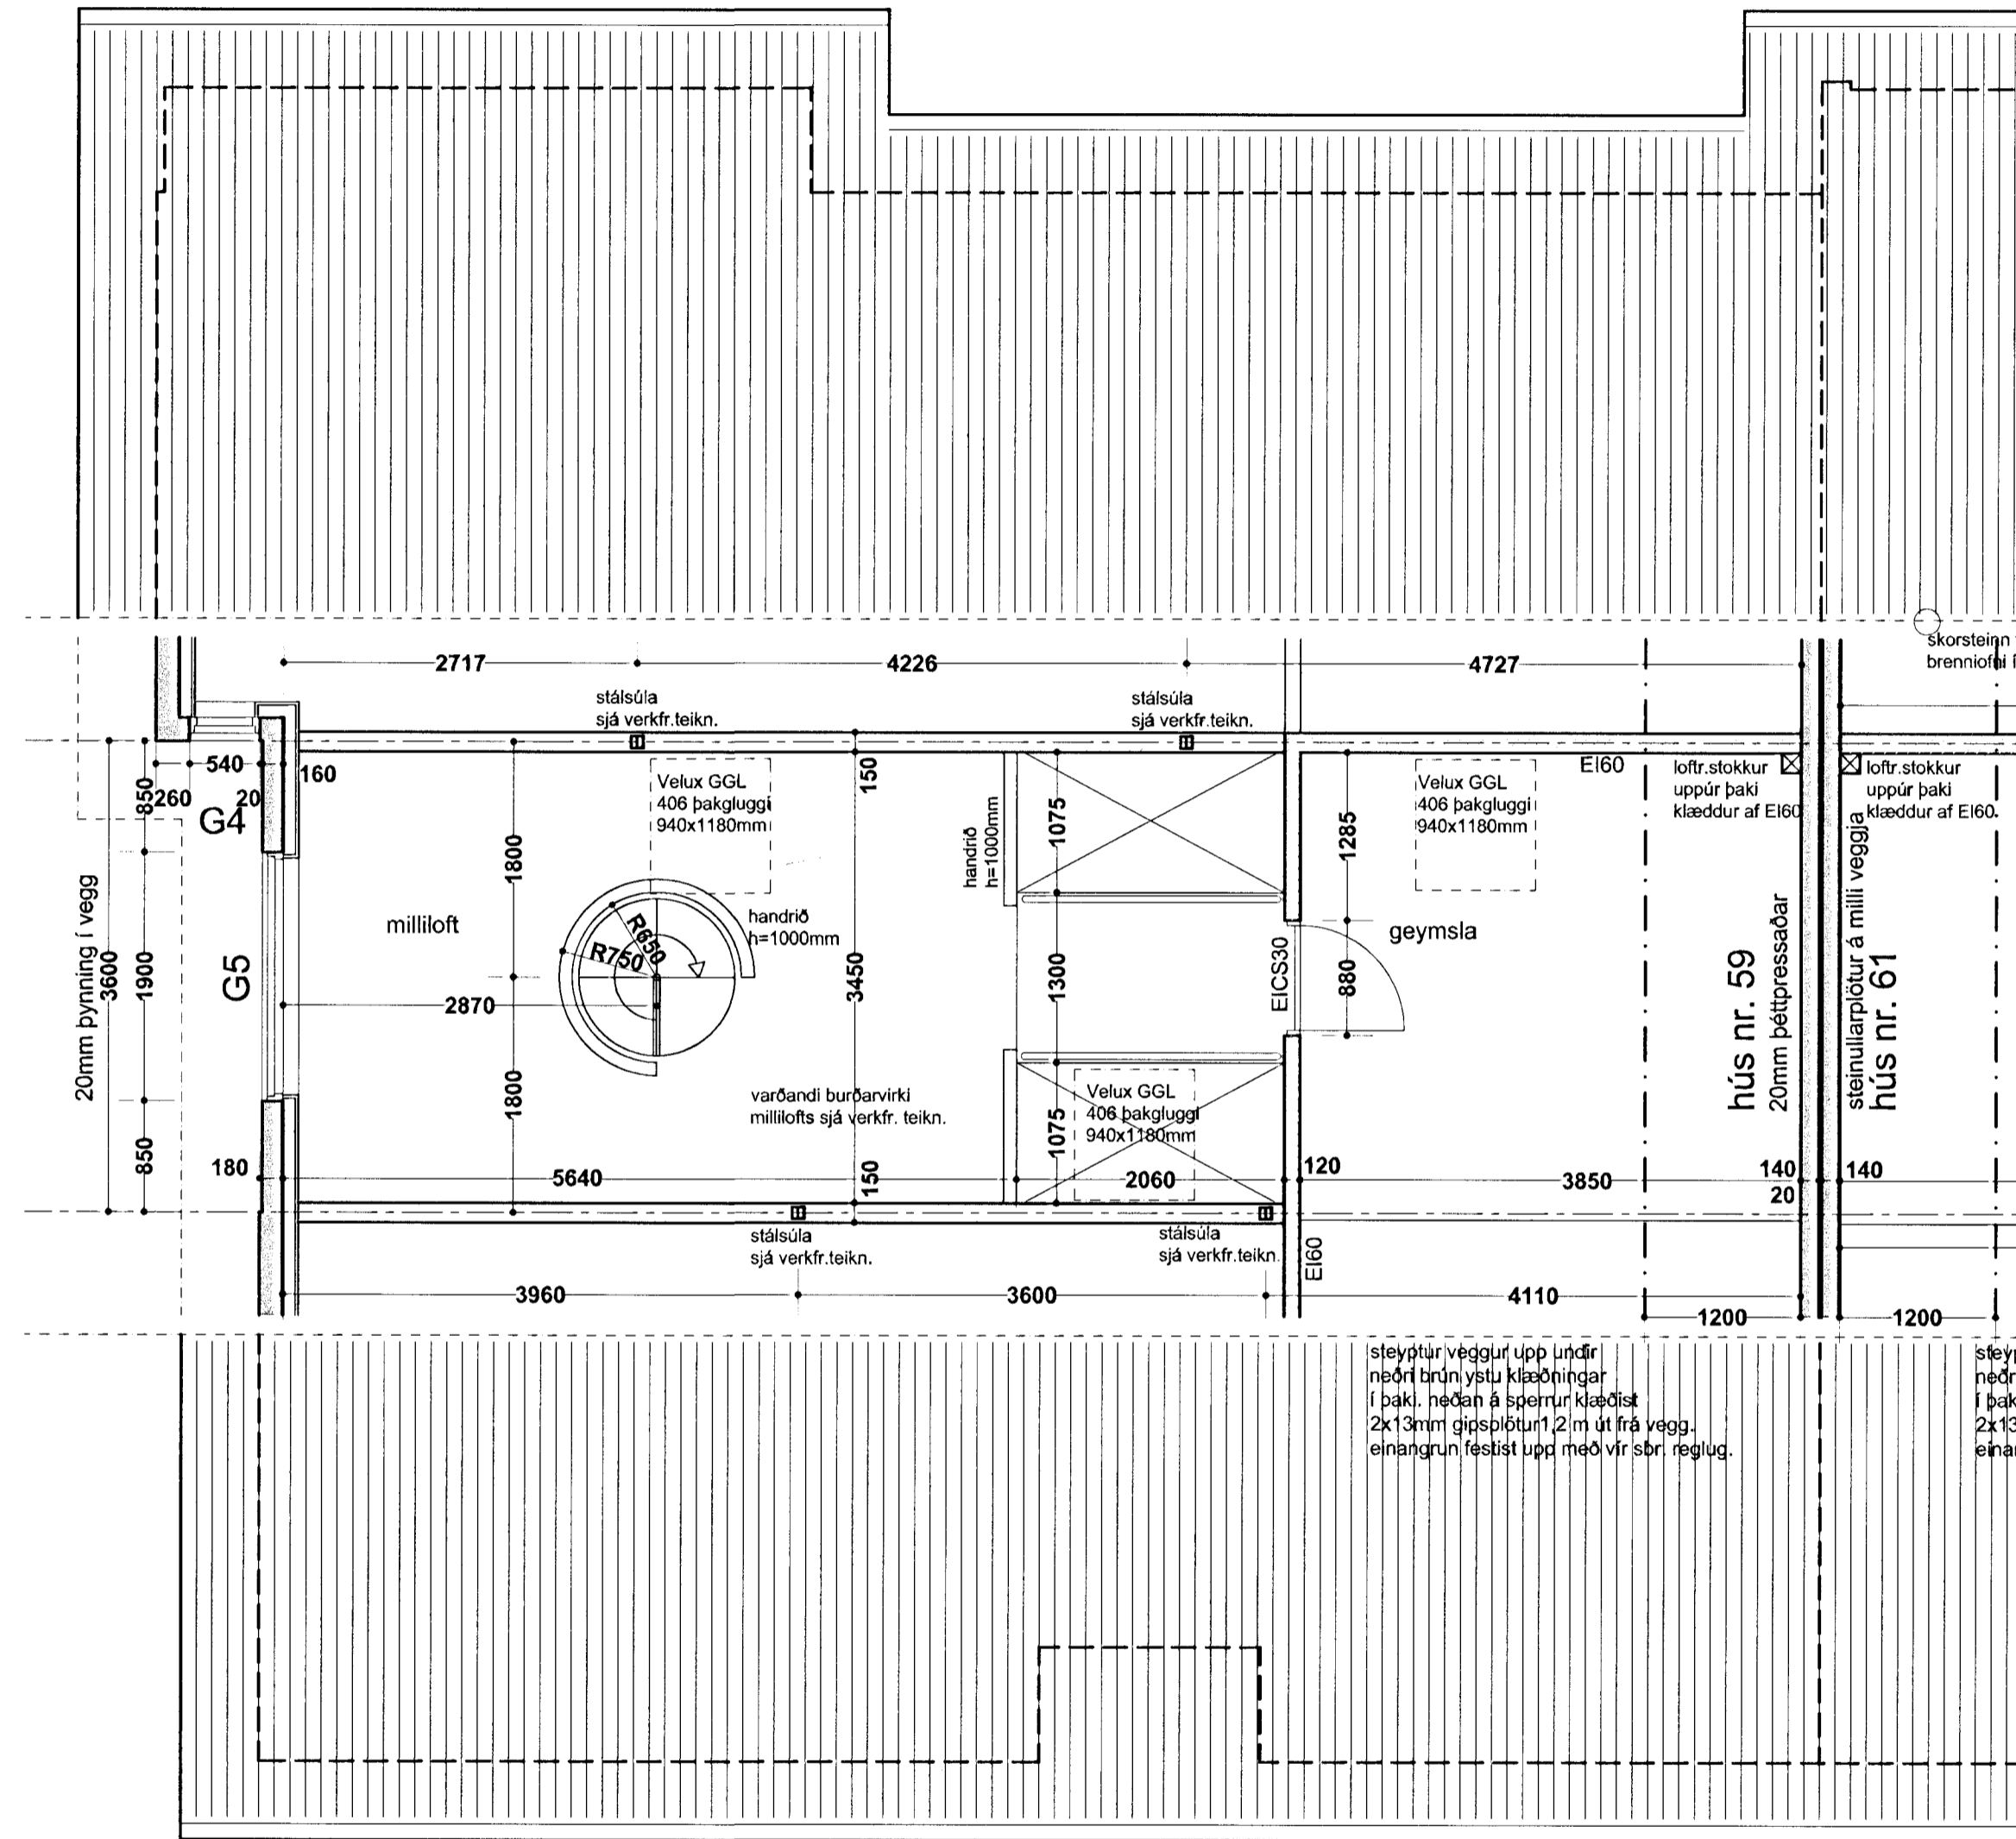 skorsteinn
brenniofni í
2717
4226
4727
stálsúla
sjá verkfr.teikn.
stálsúla
sjá verkfr.teikn.
540
160
260
20
850
G4
150
Velux GGL
406 þakgluggi
940x1180mm
handrið
h=1000mm
1075
Velux GGL
406 þakgluggi
940x1180mm
EI60
loftr.stokkur
uppúr þaki
klæddur af EI60
loftr.stokkur
uppúr þaki
klæddur af EI60.
1285
1800
milliloft
handrið
h=1000mm
R650
R750
geymsla
20mm þynning í vegg
3600
1900
G5
2870
3450
1300
EICS30
880
hús nr. 59
20mm þéttpressaðar
steinullarplötur á milli veggja
hús nr. 61
1800
varðandi burðarvirki
millilofts sjá verkfr. teikn.
Velux GGL
406 þakgluggi
940x1180mm
1075
850
180
5640
150
2060
120
3850
140
20
140
stálsúla
sjá verkfr.teikn.
stálsúla
sjá verkfr.teikn.
EI60
3960
3600
4110
1200
1200
steyptur veggur upp undir
neðri brún ystu klæðningar
í þaki. neðan á sperrur klæðist
2x13mm gipsplötur1,2 m út frá vegg.
einangrun festist upp með vír sbr. reglug.
steyp
neðr
í þak
2x13
einan